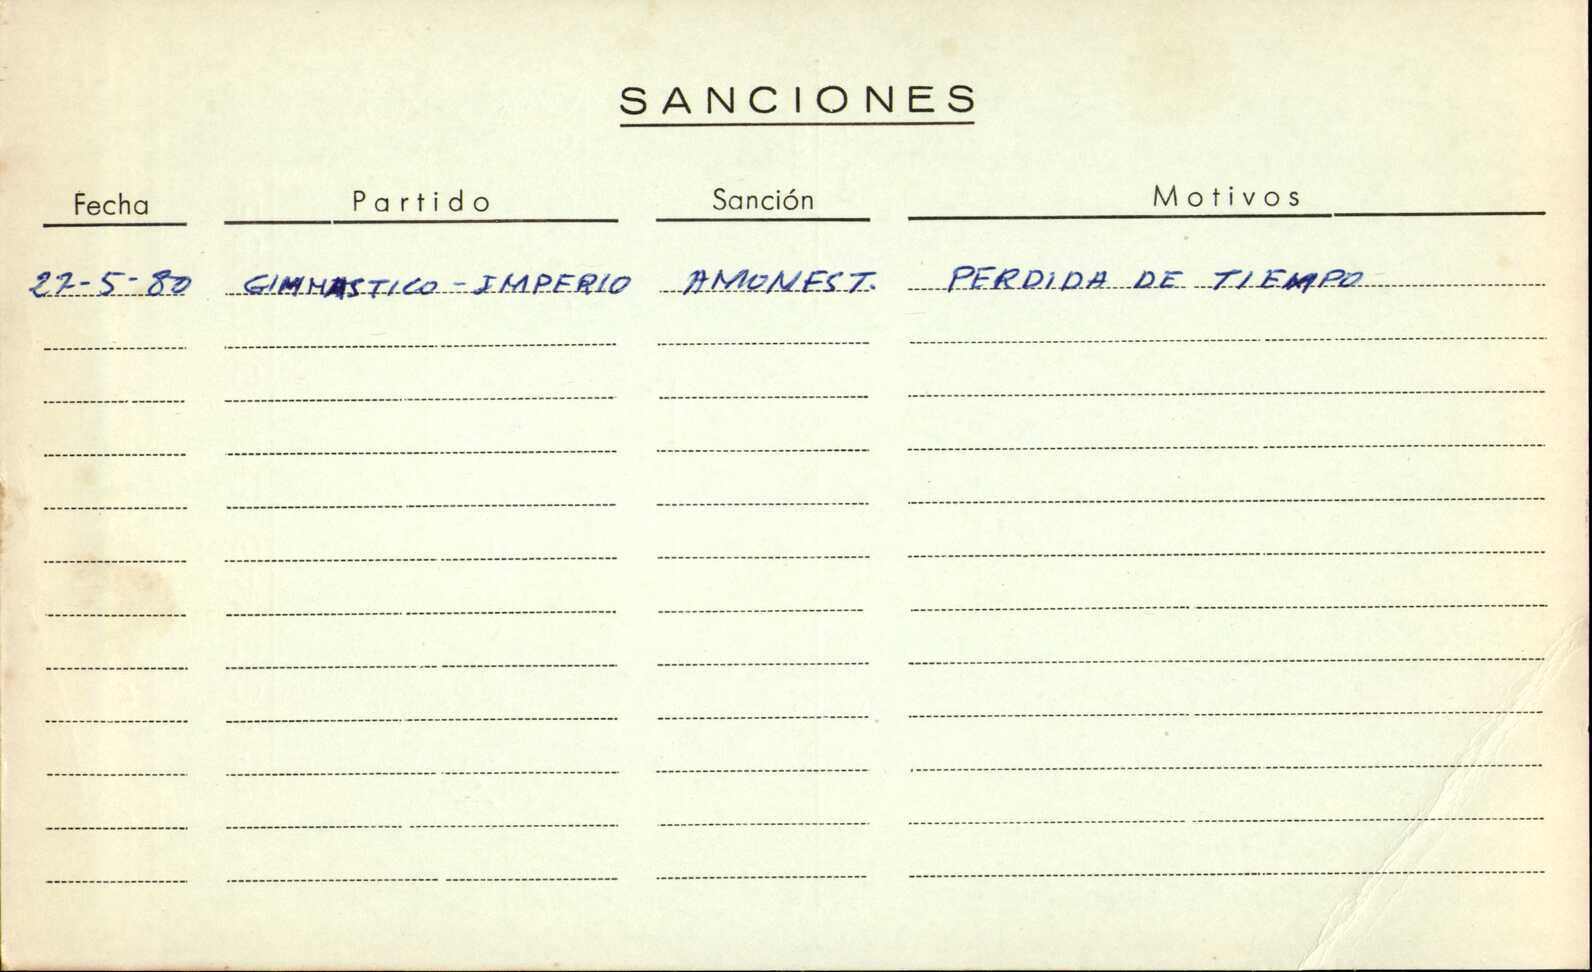 SANCIONES
Fecha Partido Sanción Motivos
27-5-80 GIMNASTICO-IMPERIO AMONEST. PERDIDA DE TIEMPO